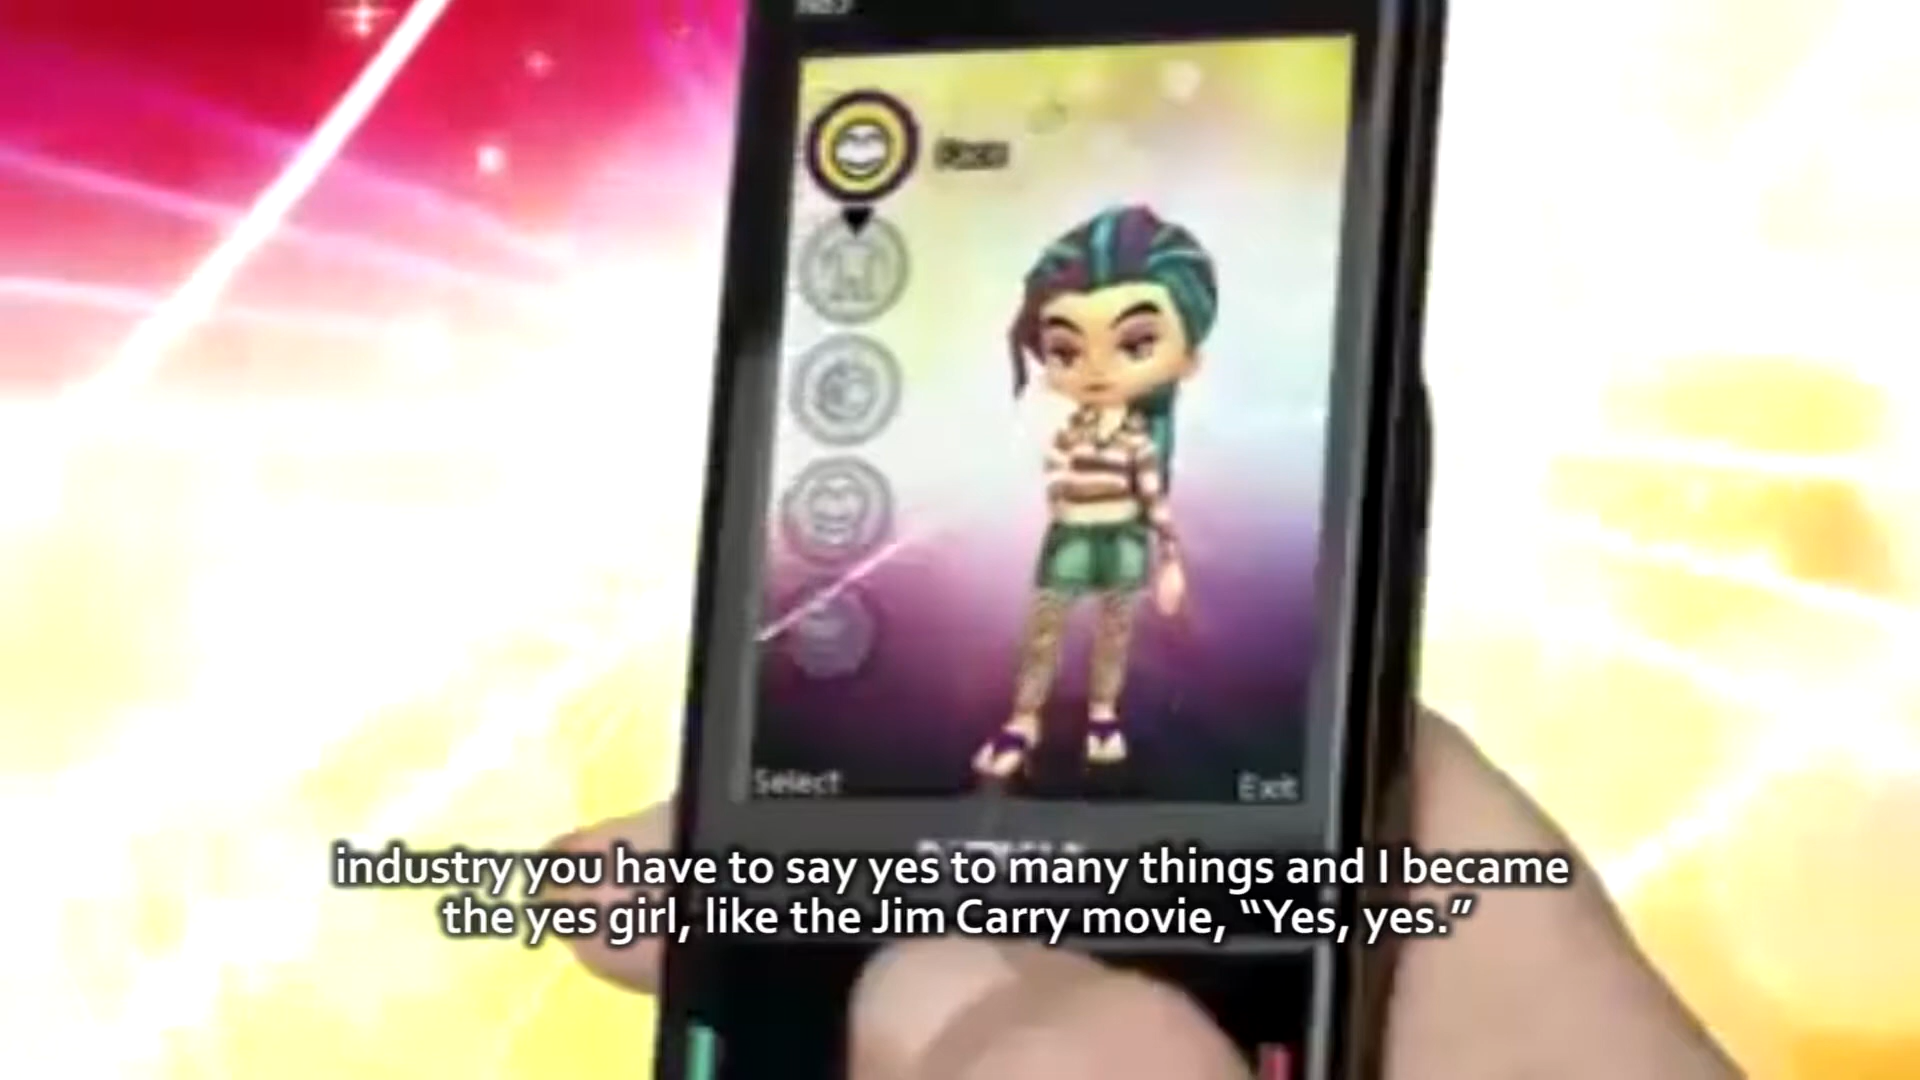 Face
Select
Exit
industry you have to say yes to many things and I became
the yes girl, like the Jim Carry movie, “Yes, yes.”